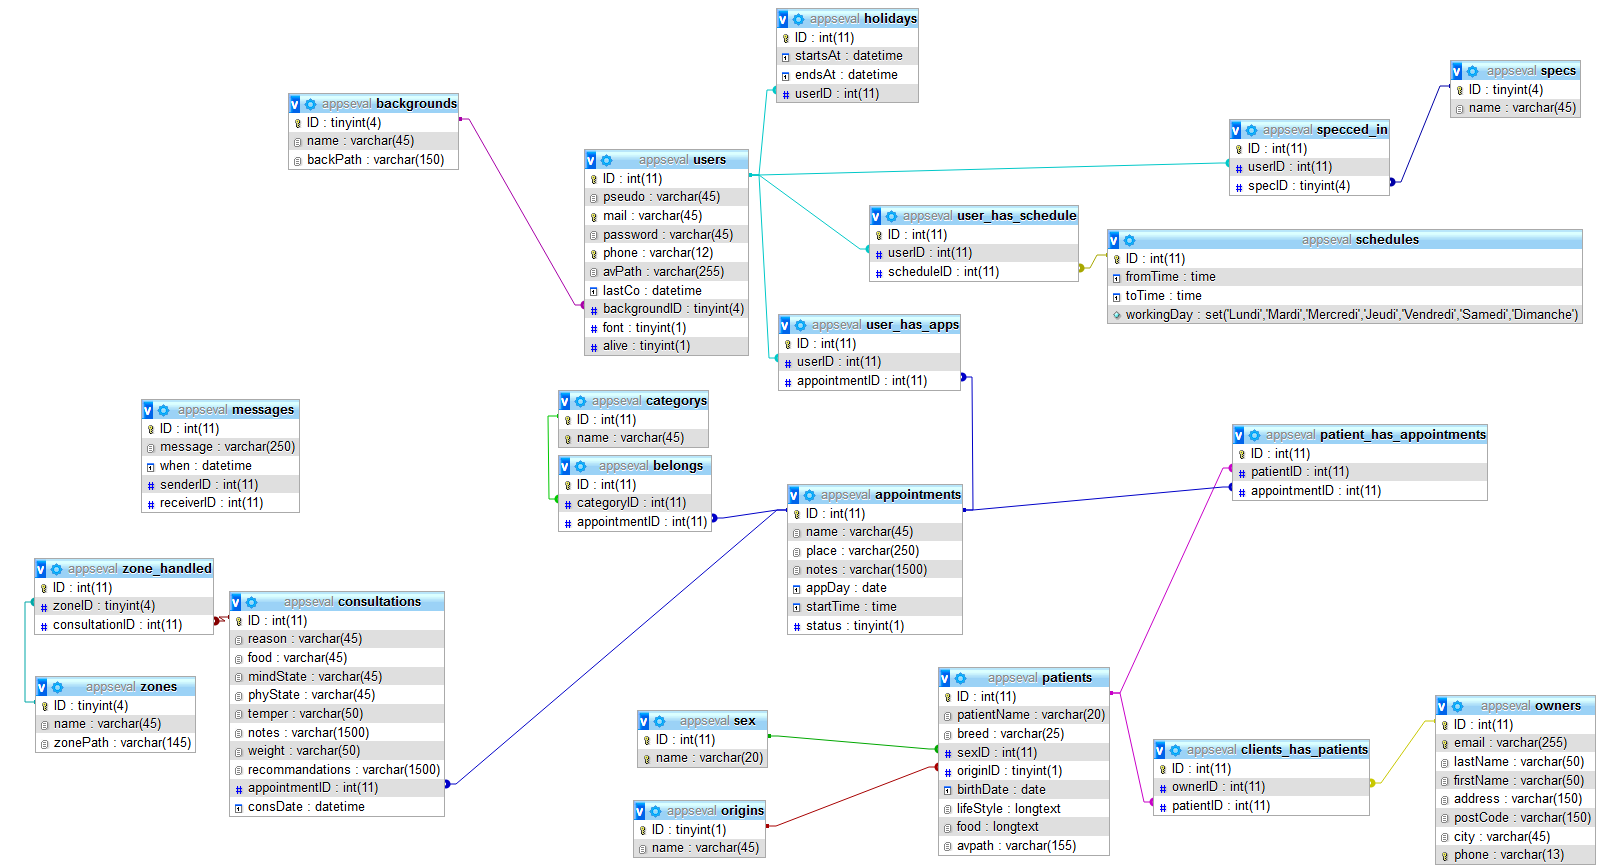 v appseval holidays
ID : int(11)
startsAt : datetime
endsAt : datetime
# userID : int(11)
v appseval specs
ID : tinyint(4)
name : varchar(45)
v appseval backgrounds
ID : tinyint(4)
name : varchar(45)
backPath : varchar(150)
v appseval specced_in
ID : int(11)
# userID : int(11)
# specID : tinyint(4)
v appseval users
ID : int(11)
pseudo : varchar(45)
mail : varchar(45)
password : varchar(45)
phone : varchar(12)
avPath : varchar(255)
lastCo : datetime
# backgroundID : tinyint(4)
# font : tinyint(1)
# alive : tinyint(1)
v appseval user_has_schedule
ID : int(11)
# userID : int(11)
# scheduleID : int(11)
v appseval schedules
ID : int(11)
fromTime : time
toTime : time
workingDay : set('Lundi','Mardi','Mercredi','Jeudi','Vendredi','Samedi','Dimanche')
v appseval user_has_apps
ID : int(11)
# userID : int(11)
# appointmentID : int(11)
v appseval categorys
ID : int(11)
name : varchar(45)
v appseval messages
ID : int(11)
message : varchar(250)
when : datetime
# senderID : int(11)
# receiverID : int(11)
v appseval belongs
ID : int(11)
# categoryID : int(11)
# appointmentID : int(11)
v appseval patient_has_appointments
ID : int(11)
# patientID : int(11)
# appointmentID : int(11)
v appseval appointments
ID : int(11)
name : varchar(45)
place : varchar(250)
notes : varchar(1500)
appDay : date
startTime : time
# status : tinyint(1)
v appseval zone_handled
ID : int(11)
# zoneID : tinyint(4)
# consultationID : int(11)
v appseval consultations
ID : int(11)
reason : varchar(45)
food : varchar(45)
mindState : varchar(45)
phyState : varchar(45)
temper : varchar(50)
notes : varchar(1500)
weight : varchar(50)
recommandations : varchar(1500)
# appointmentID : int(11)
consDate : datetime
v appseval zones
ID : tinyint(4)
name : varchar(45)
zonePath : varchar(145)
v appseval sex
ID : int(11)
name : varchar(20)
v appseval origins
ID : tinyint(1)
name : varchar(45)
v appseval patients
ID : int(11)
patientName : varchar(20)
breed : varchar(25)
# sexID : int(11)
# originID : tinyint(1)
birthDate : date
lifeStyle : longtext
food : longtext
avpath : varchar(155)
v appseval clients_has_patients
ID : int(11)
# ownerID : int(11)
# patientID : int(11)
v appseval owners
ID : int(11)
email : varchar(255)
lastName : varchar(50)
firstName : varchar(50)
address : varchar(150)
postCode : varchar(150)
city : varchar(45)
phone : varchar(13)